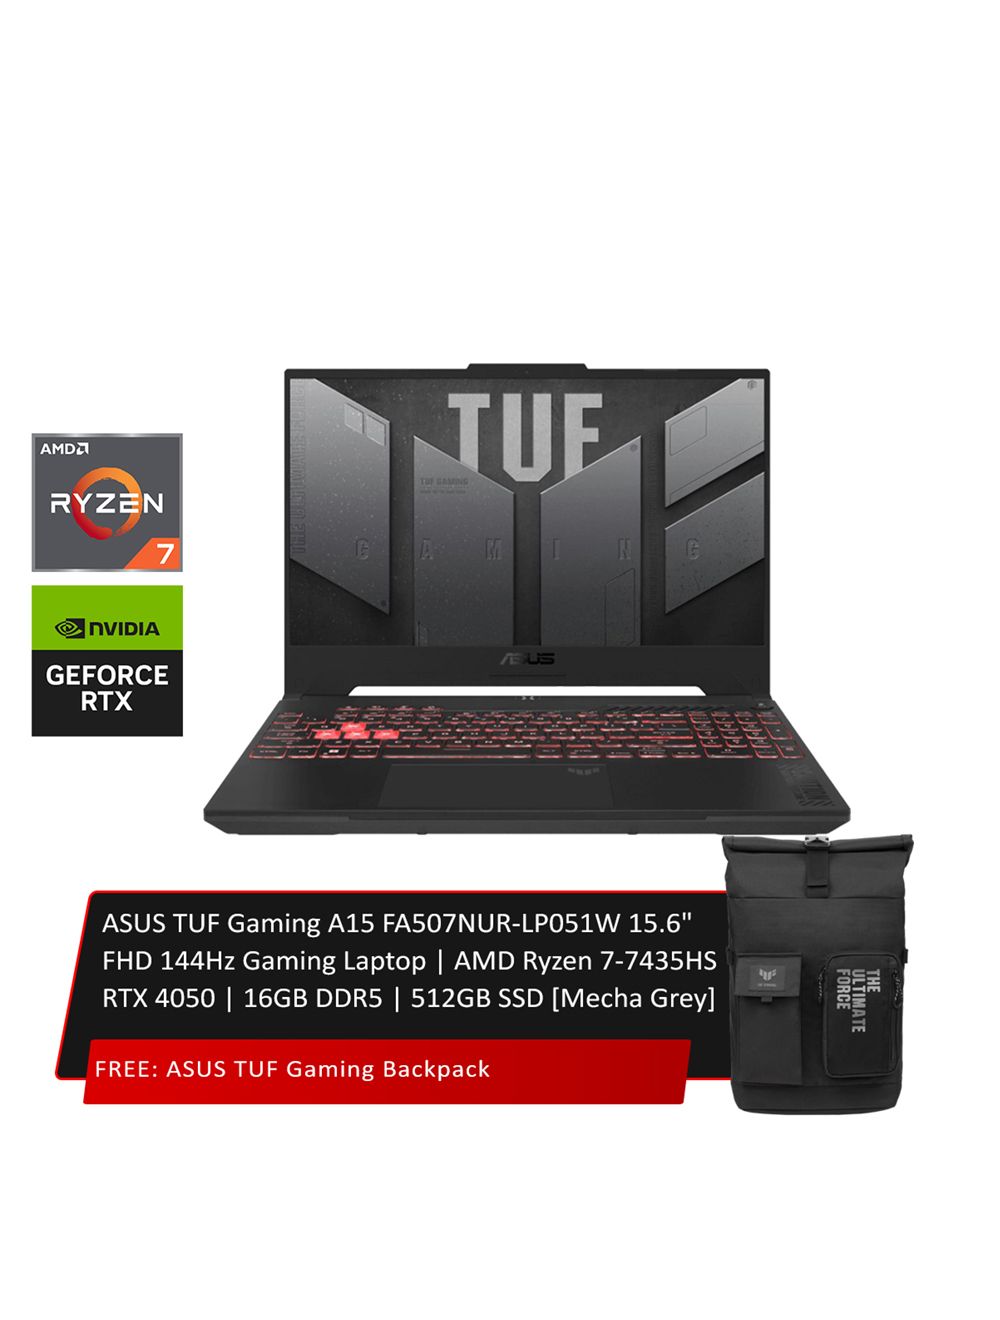 TUF
TUF GAMING
G A M I N G
AMD
RYZEN
7
NVIDIA
GEFORCE
RTX
ASUS
ASUS TUF Gaming A15 FA507NUR-LP051W 15.6"
FHD 144Hz Gaming Laptop | AMD Ryzen 7-7435HS
RTX 4050 | 16GB DDR5 | 512GB SSD [Mecha Grey]
FREE: ASUS TUF Gaming Backpack
THE
ULTIMATE
FORCE